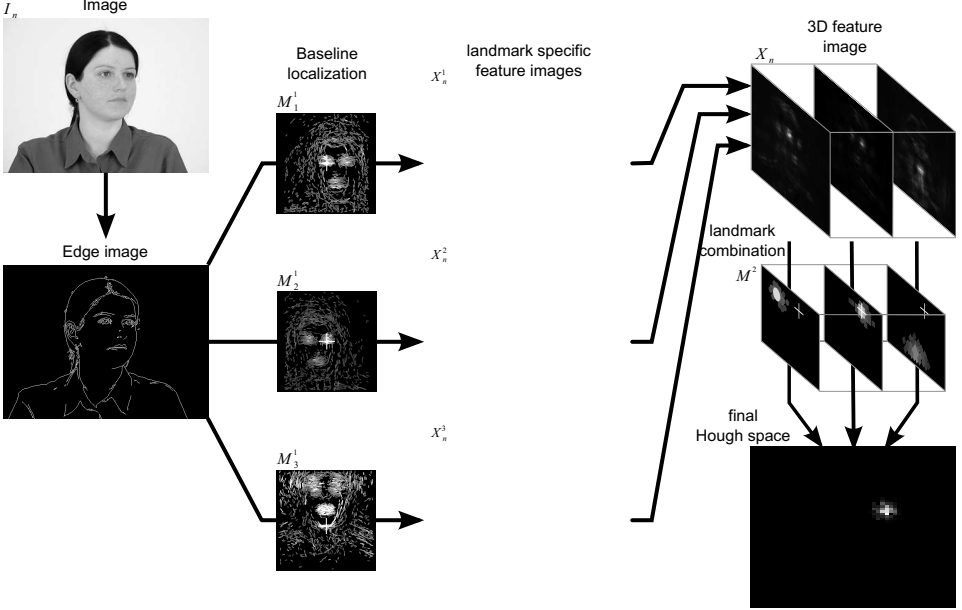 I_n
Image
Edge image
Baseline
localization
M_1^1
M_2^1
M_3^1
landmark specific
feature images
X_n^1
X_n^2
X_n^3
3D feature
image
X_n
landmark
combination
M^2
final
Hough space